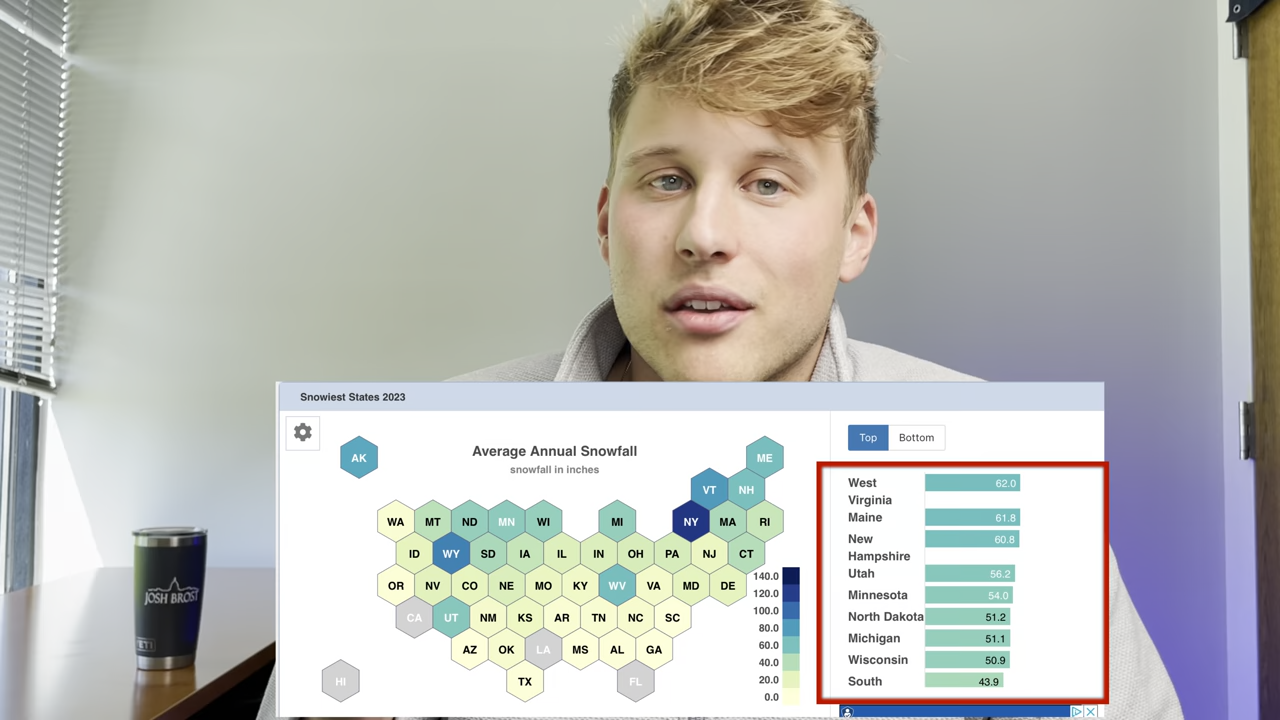 Snowiest States 2023
Average Annual Snowfall
snowfall in inches
Top
Bottom
AK
ME
VT
NH
WA
MT
ND
MN
WI
MI
NY
MA
RI
ID
WY
SD
IA
IL
IN
OH
PA
NJ
CT
OR
NV
CO
NE
MO
KY
WV
VA
MD
DE
CA
UT
NM
KS
AR
TN
NC
SC
AZ
OK
LA
MS
AL
GA
HI
TX
FL
140.0
120.0
100.0
80.0
60.0
40.0
20.0
0.0
West Virginia 62.0
Maine 61.8
New Hampshire 60.8
Utah 56.2
Minnesota 54.0
North Dakota 51.2
Michigan 51.1
Wisconsin 50.9
South 43.9
JOSH BROST
YETI